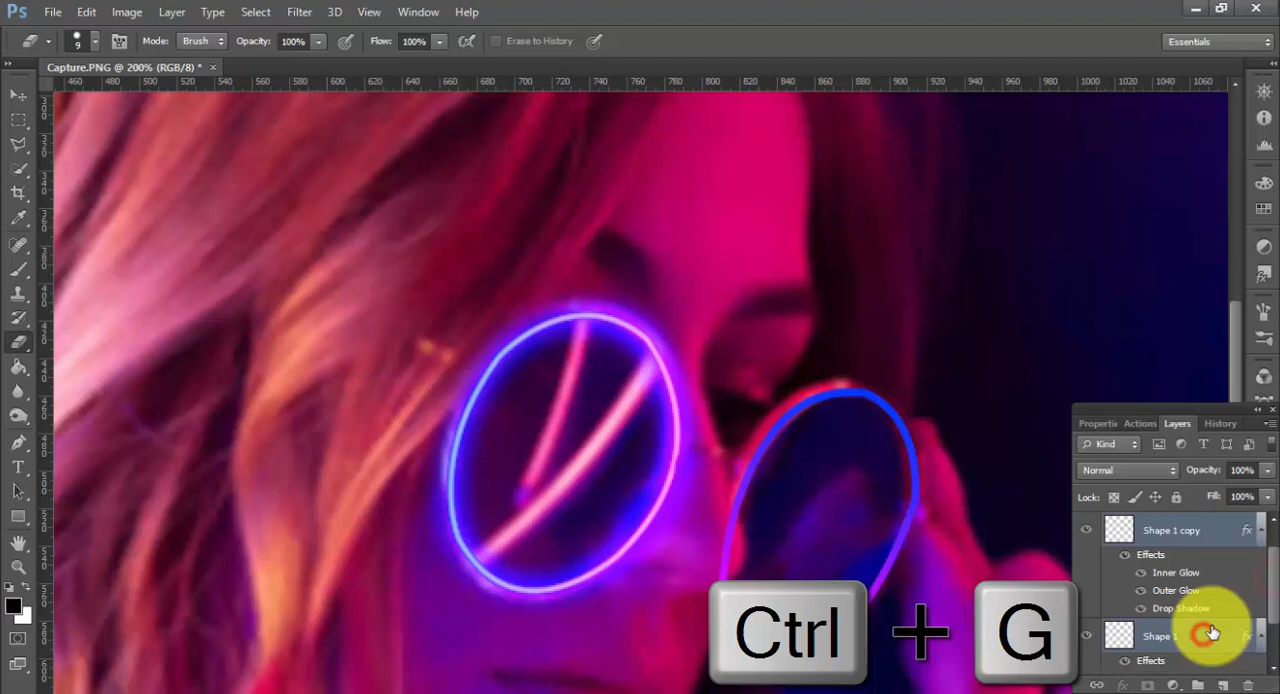 Ps File Edit Image Layer Type Select Filter 3D View Window Help
9 Mode: Brush Opacity: 100% Flow: 100% Erase to History Essentials
Capture.PNG @ 200% (RGB/8) * ×
460 480 500 520 540 560 580 600 620 640 660 680 700 720 740 760 780 800 820 840 860 880 900 920 940 960 980 1000 1020 1040 1060
Properti Actions Layers History
Kind
Normal Opacity: 100%
Lock: Fill: 100%
Shape 1 copy fx
Effects
Inner Glow
Outer Glow
Drop Shadow
Shape 1 fx
Effects
Ctrl + G